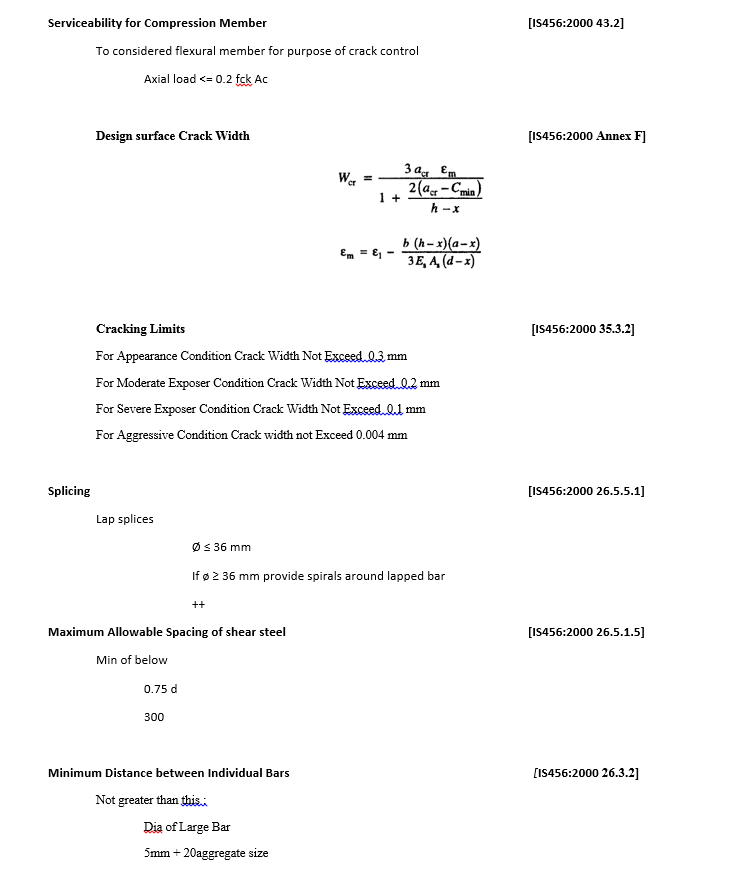 Serviceability for Compression Member [IS456:2000 43.2]
To considered flexural member for purpose of crack control
Axial load <= 0.2 fck Ac
Design surface Crack Width [IS456:2000 Annex F]
W_cr = 3 a_cr ε_m / (1 + 2(a_cr – C_min) / (h – x))
ε_m = ε_1 – b (h – x)(a – x) / (3 E_s A_s (d – x))
Cracking Limits [IS456:2000 35.3.2]
For Appearance Condition Crack Width Not Exceed 0.3 mm
For Moderate Exposer Condition Crack Width Not Exceed 0.2 mm
For Severe Exposer Condition Crack Width Not Exceed 0.1 mm
For Aggressive Condition Crack width not Exceed 0.004 mm
Splicing [IS456:2000 26.5.5.1]
Lap splices
Ø ≤ 36 mm
If ø ≥ 36 mm provide spirals around lapped bar
++
Maximum Allowable Spacing of shear steel [IS456:2000 26.5.1.5]
Min of below
0.75 d
300
Minimum Distance between Individual Bars [IS456:2000 26.3.2]
Not greater than this :
Dia of Large Bar
5mm + 20aggregate size